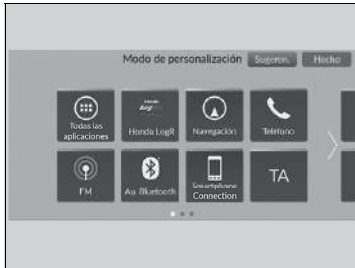 Modo de personalización Sugeren. Hecho
Todas las
aplicaciones
Honda LogR
Navegación
Teléfono
FM
Au. Bluetooth
Smartphone
Connection
TA